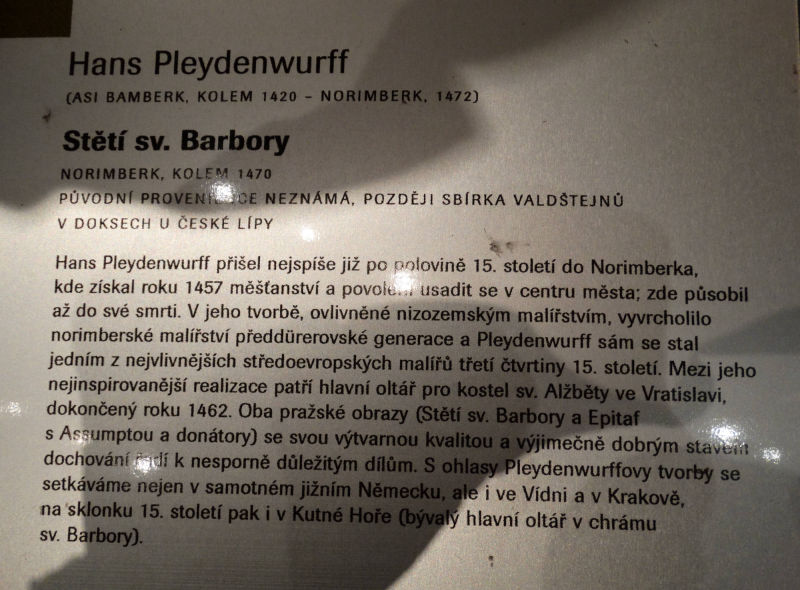 Hans Pleydenwurff
(ASI BAMBERK, KOLEM 1420 – NORIMBERK, 1472)
Stětí sv. Barbory
NORIMBERK, KOLEM 1470
PŮVODNÍ PROVENIENCE NEZNÁMÁ, POZDĚJI SBÍRKA VALDŠTEJNŮ
V DOKSECH U ČESKÉ LÍPY
Hans Pleydenwurff přišel nejspíše již po polovině 15. století do Norimberka,
kde získal roku 1457 měšťanství a povolení usadit se v centru města; zde působil
až do své smrti. V jeho tvorbě, ovlivněné nizozemským malířstvím, vyvrcholilo
norimberské malířství předdürerovské generace a Pleydenwurff sám se stal
jedním z nejvlivnějších středoevropských malířů třetí čtvrtiny 15. století. Mezi jeho
nejinspirovanější realizace patří hlavní oltář pro kostel sv. Alžběty ve Vratislavi,
dokončený roku 1462. Oba pražské obrazy (Stětí sv. Barbory a Epitaf
s Assumptou a donátory) se svou výtvarnou kvalitou a výjimečně dobrým stavem
dochování řadí k nesporně důležitým dílům. S ohlasy Pleydenwurffovy tvorby se
setkáváme nejen v samotném jižním Německu, ale i ve Vídni a v Krakově,
na sklonku 15. století pak i v Kutné Hoře (bývalý hlavní oltář v chrámu
sv. Barbory).